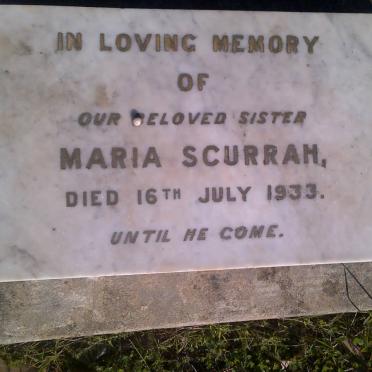 IN LOVING MEMORY
OF
OUR BELOVED SISTER
MARIA SCURRAH,
DIED 16TH JULY 1933.
UNTIL HE COME.